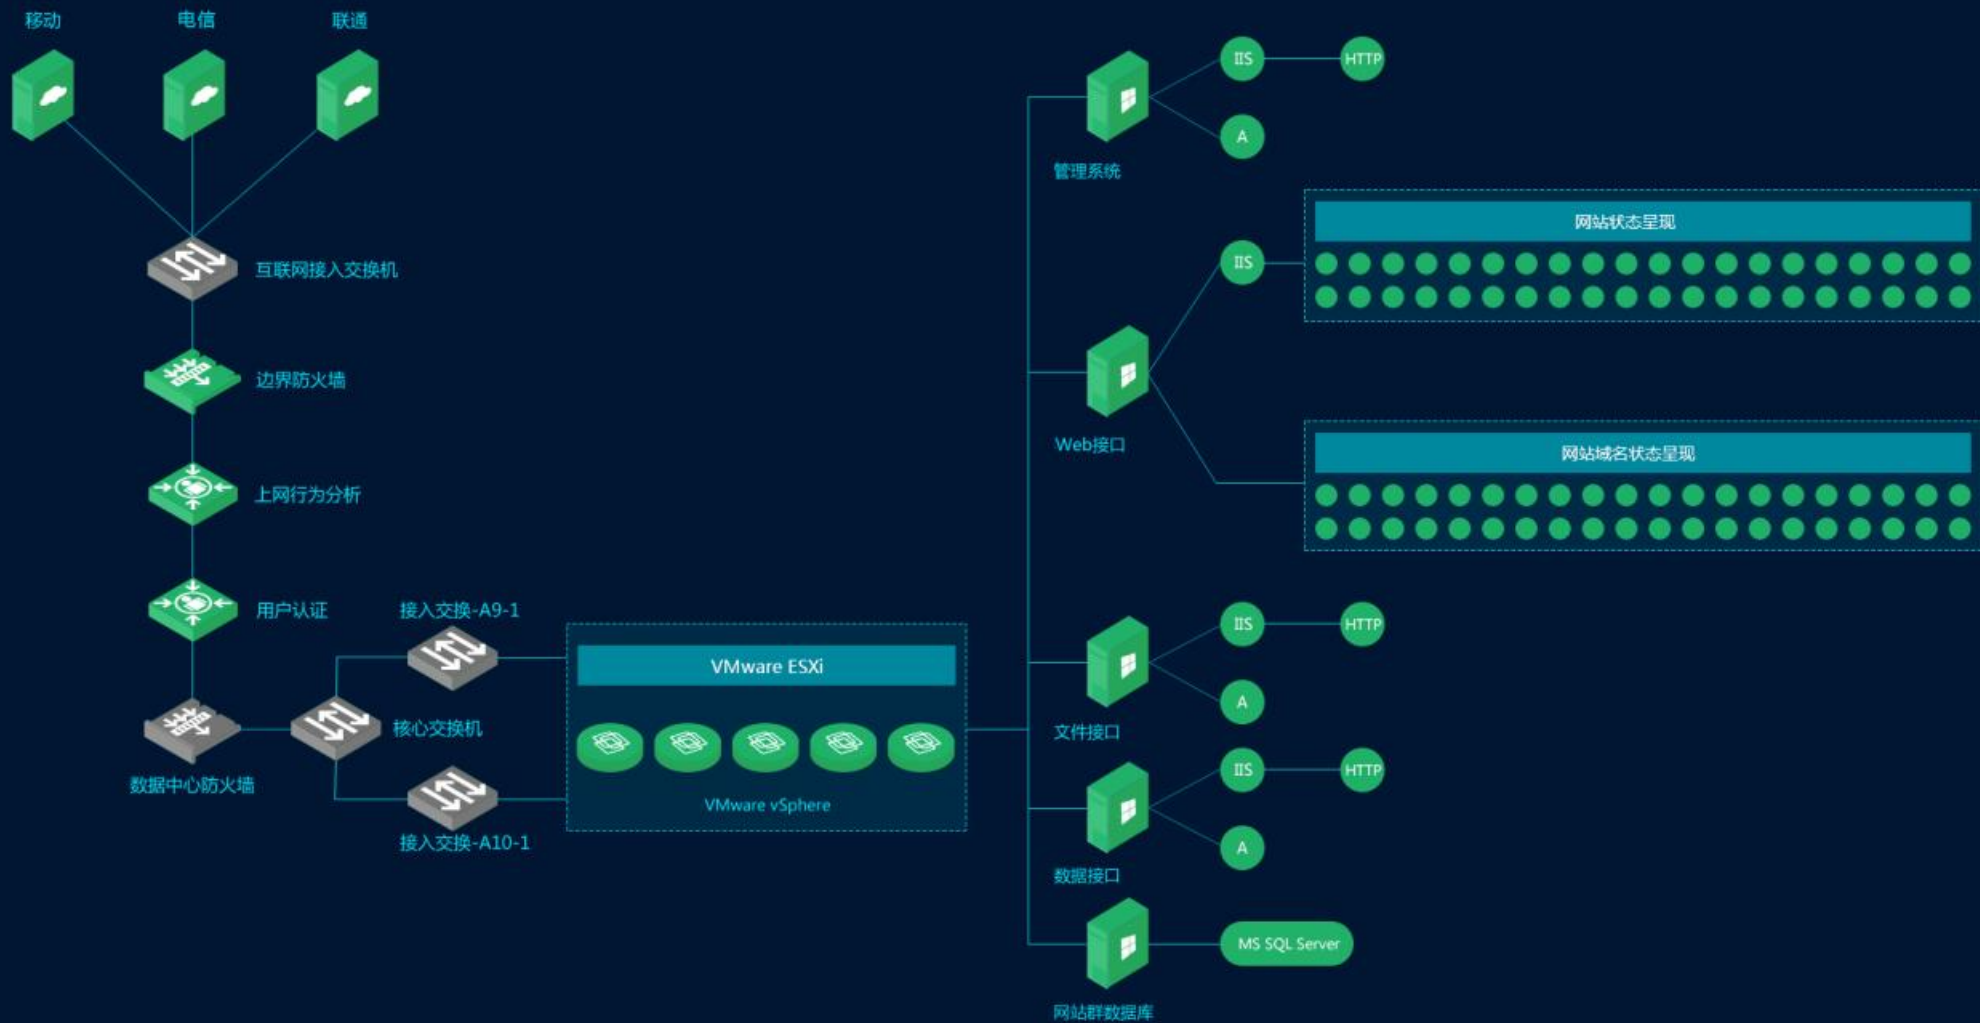 移动
电信
联通
互联网接入交换机
边界防火墙
上网行为分析
用户认证
数据中心防火墙
核心交换机
接入交换-A9-1
接入交换-A10-1
VMware ESXi
VMware vSphere
IIS
HTTP
A
管理系统
IIS
网站状态呈现
Web接口
网站域名状态呈现
IIS
HTTP
A
文件接口
IIS
HTTP
A
数据接口
MS SQL Server
网站群数据库